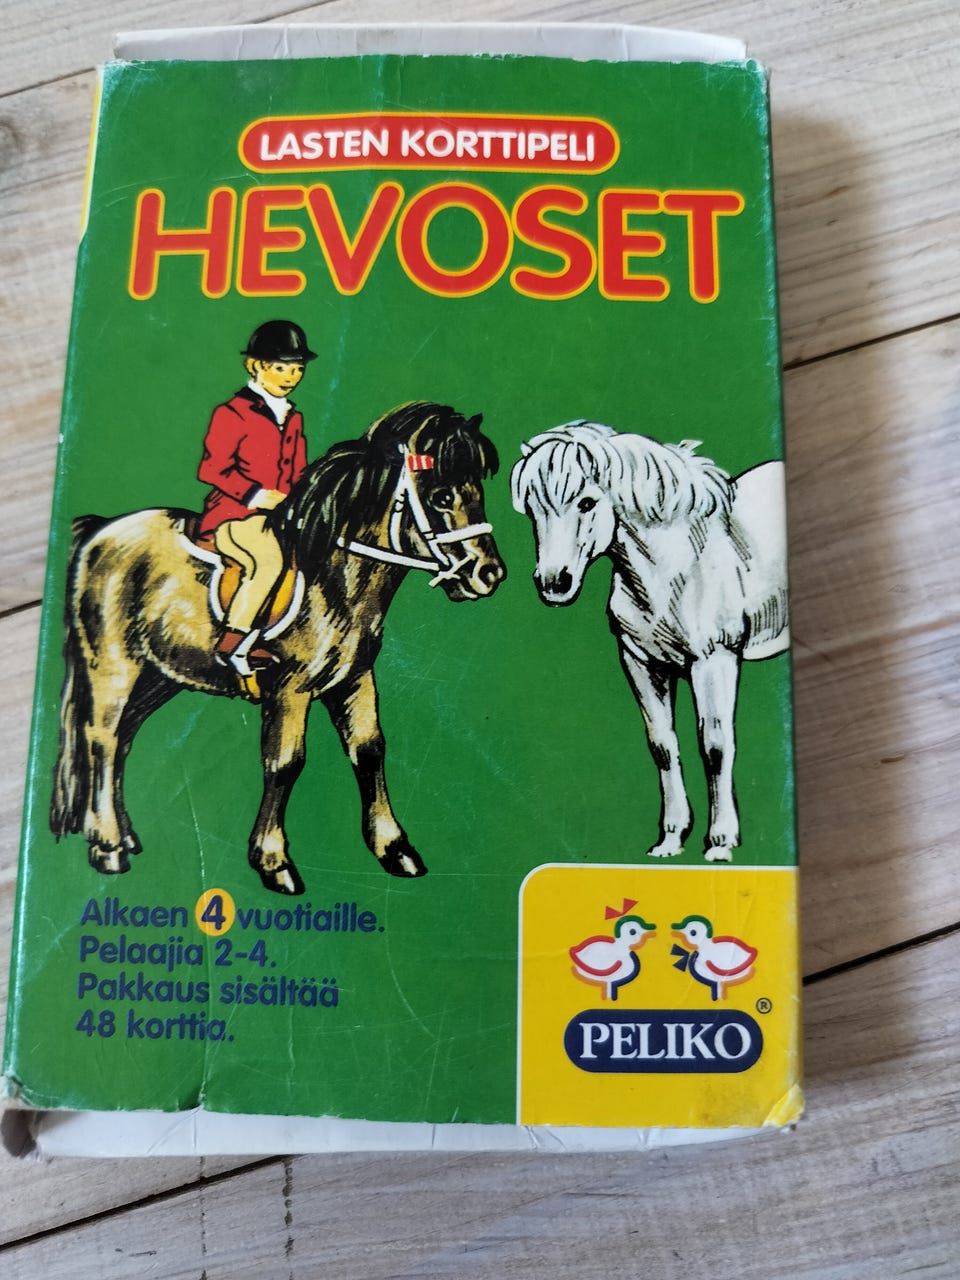 LASTEN KORTTIPELI
HEVOSET
Alkaen 4 vuotiaille.
Pelaajia 2-4.
Pakkaus sisältää
48 korttia.
PELIKO®